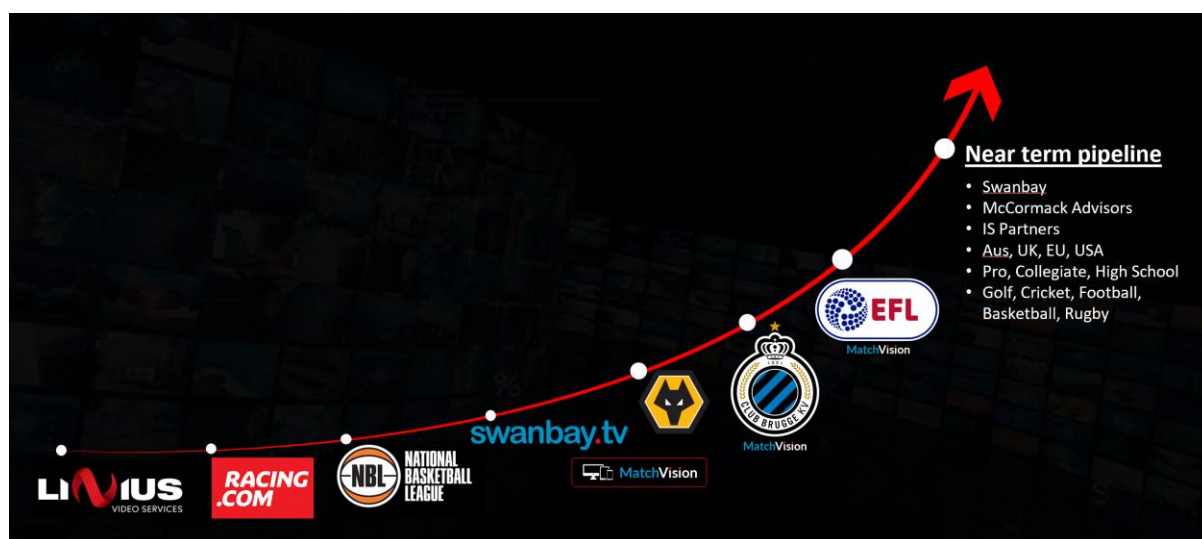 Near term pipeline
• Swanbay
• McCormack Advisors
• IS Partners
• Aus, UK, EU, USA
• Pro, Collegiate, High School
• Golf, Cricket, Football,
Basketball, Rugby
EFL
MatchVision
CLUB BRUGGE KV
MatchVision
swanbay.tv
MatchVision
NBL
NATIONAL
BASKETBALL
LEAGUE
RACING
.COM
LINIUS
VIDEO SERVICES